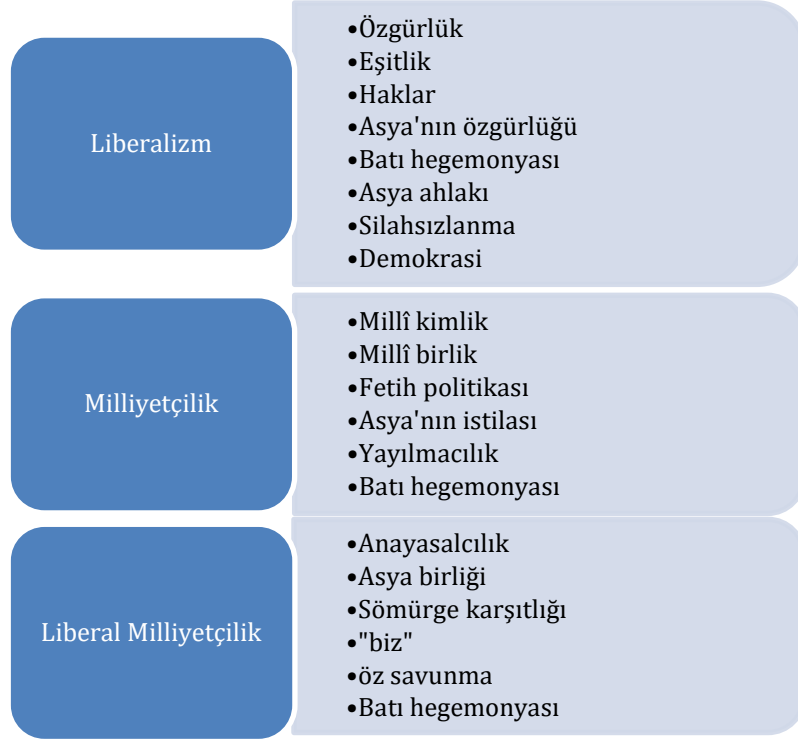 Liberalizm
•Özgürlük
•Eşitlik
•Haklar
•Asya'nın özgürlüğü
•Batı hegemonyası
•Asya ahlakı
•Silahsızlanma
•Demokrasi
Milliyetçilik
•Millî kimlik
•Millî birlik
•Fetih politikası
•Asya'nın istilası
•Yayılmacılık
•Batı hegemonyası
Liberal Milliyetçilik
•Anayasalcılık
•Asya birliği
•Sömürge karşıtlığı
•"biz"
•öz savunma
•Batı hegemonyası